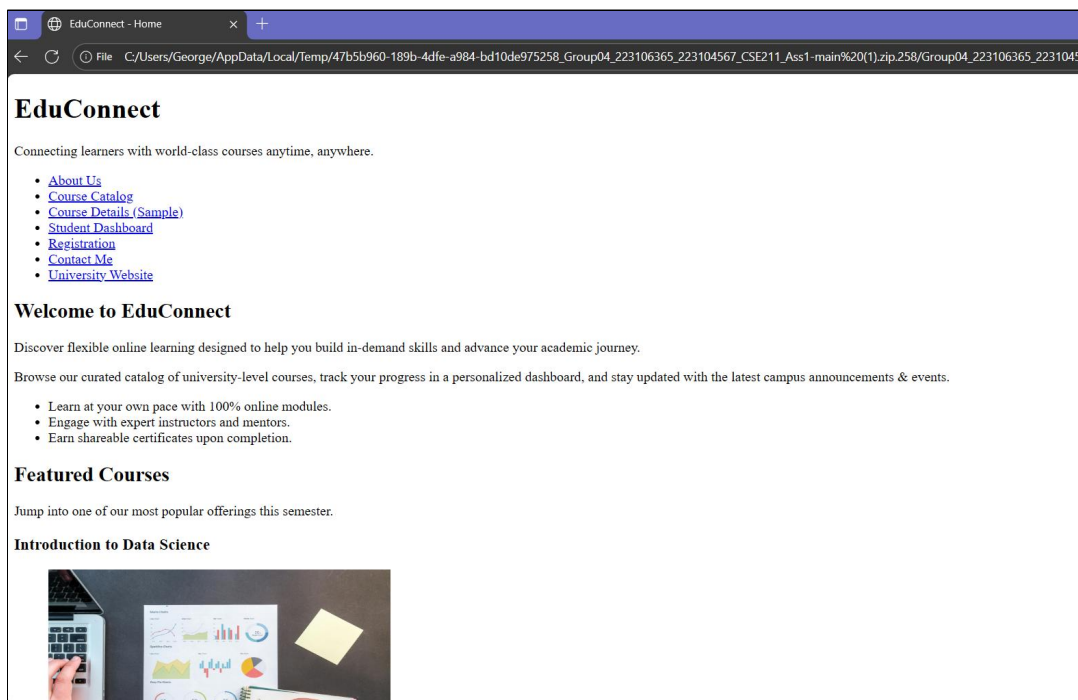 EduConnect - Home
File C:/Users/George/AppData/Local/Temp/47b5b960-189b-4dfe-a984-bd10de975258_Group04_223106365_223104567_CSE211_Ass1-main%20(1).zip.258/Group04_223106365_2231045
EduConnect
Connecting learners with world-class courses anytime, anywhere.
About Us
Course Catalog
Course Details (Sample)
Student Dashboard
Registration
Contact Me
University Website
Welcome to EduConnect
Discover flexible online learning designed to help you build in-demand skills and advance your academic journey.
Browse our curated catalog of university-level courses, track your progress in a personalized dashboard, and stay updated with the latest campus announcements & events.
Learn at your own pace with 100% online modules.
Engage with expert instructors and mentors.
Earn shareable certificates upon completion.
Featured Courses
Jump into one of our most popular offerings this semester.
Introduction to Data Science